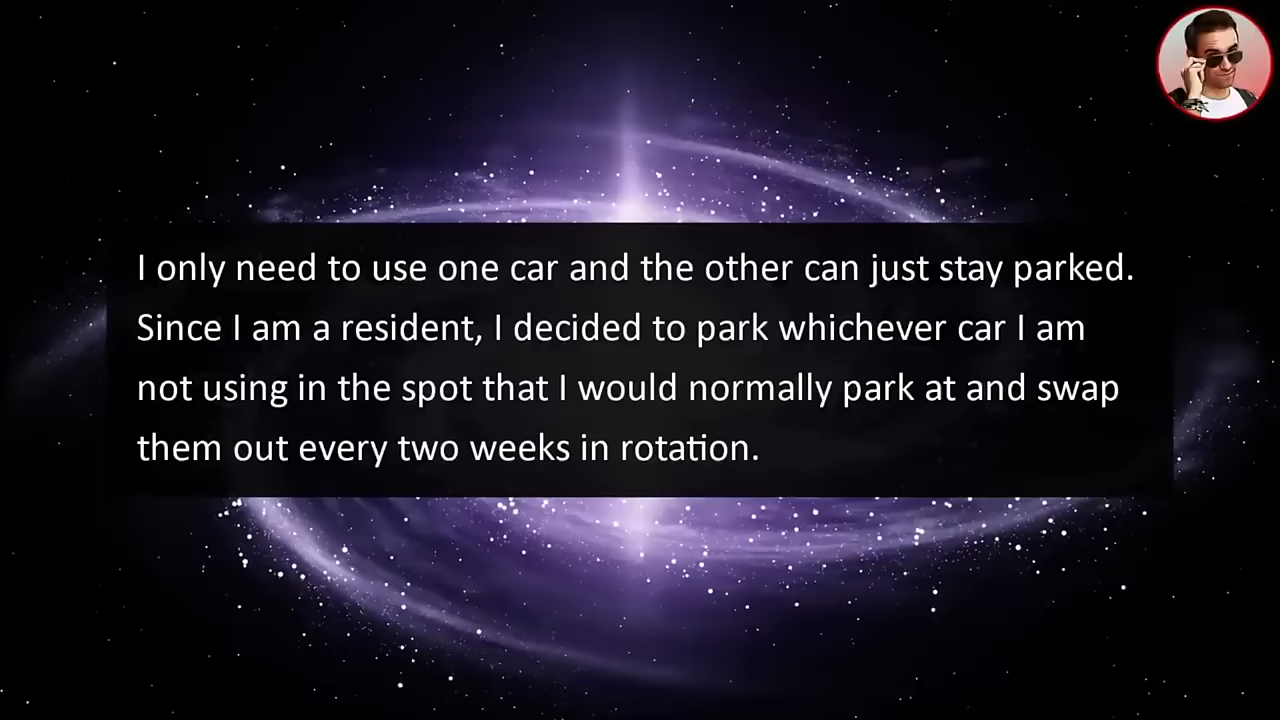 I only need to use one car and the other can just stay parked.
Since I am a resident, I decided to park whichever car I am
not using in the spot that I would normally park at and swap
them out every two weeks in rotation.